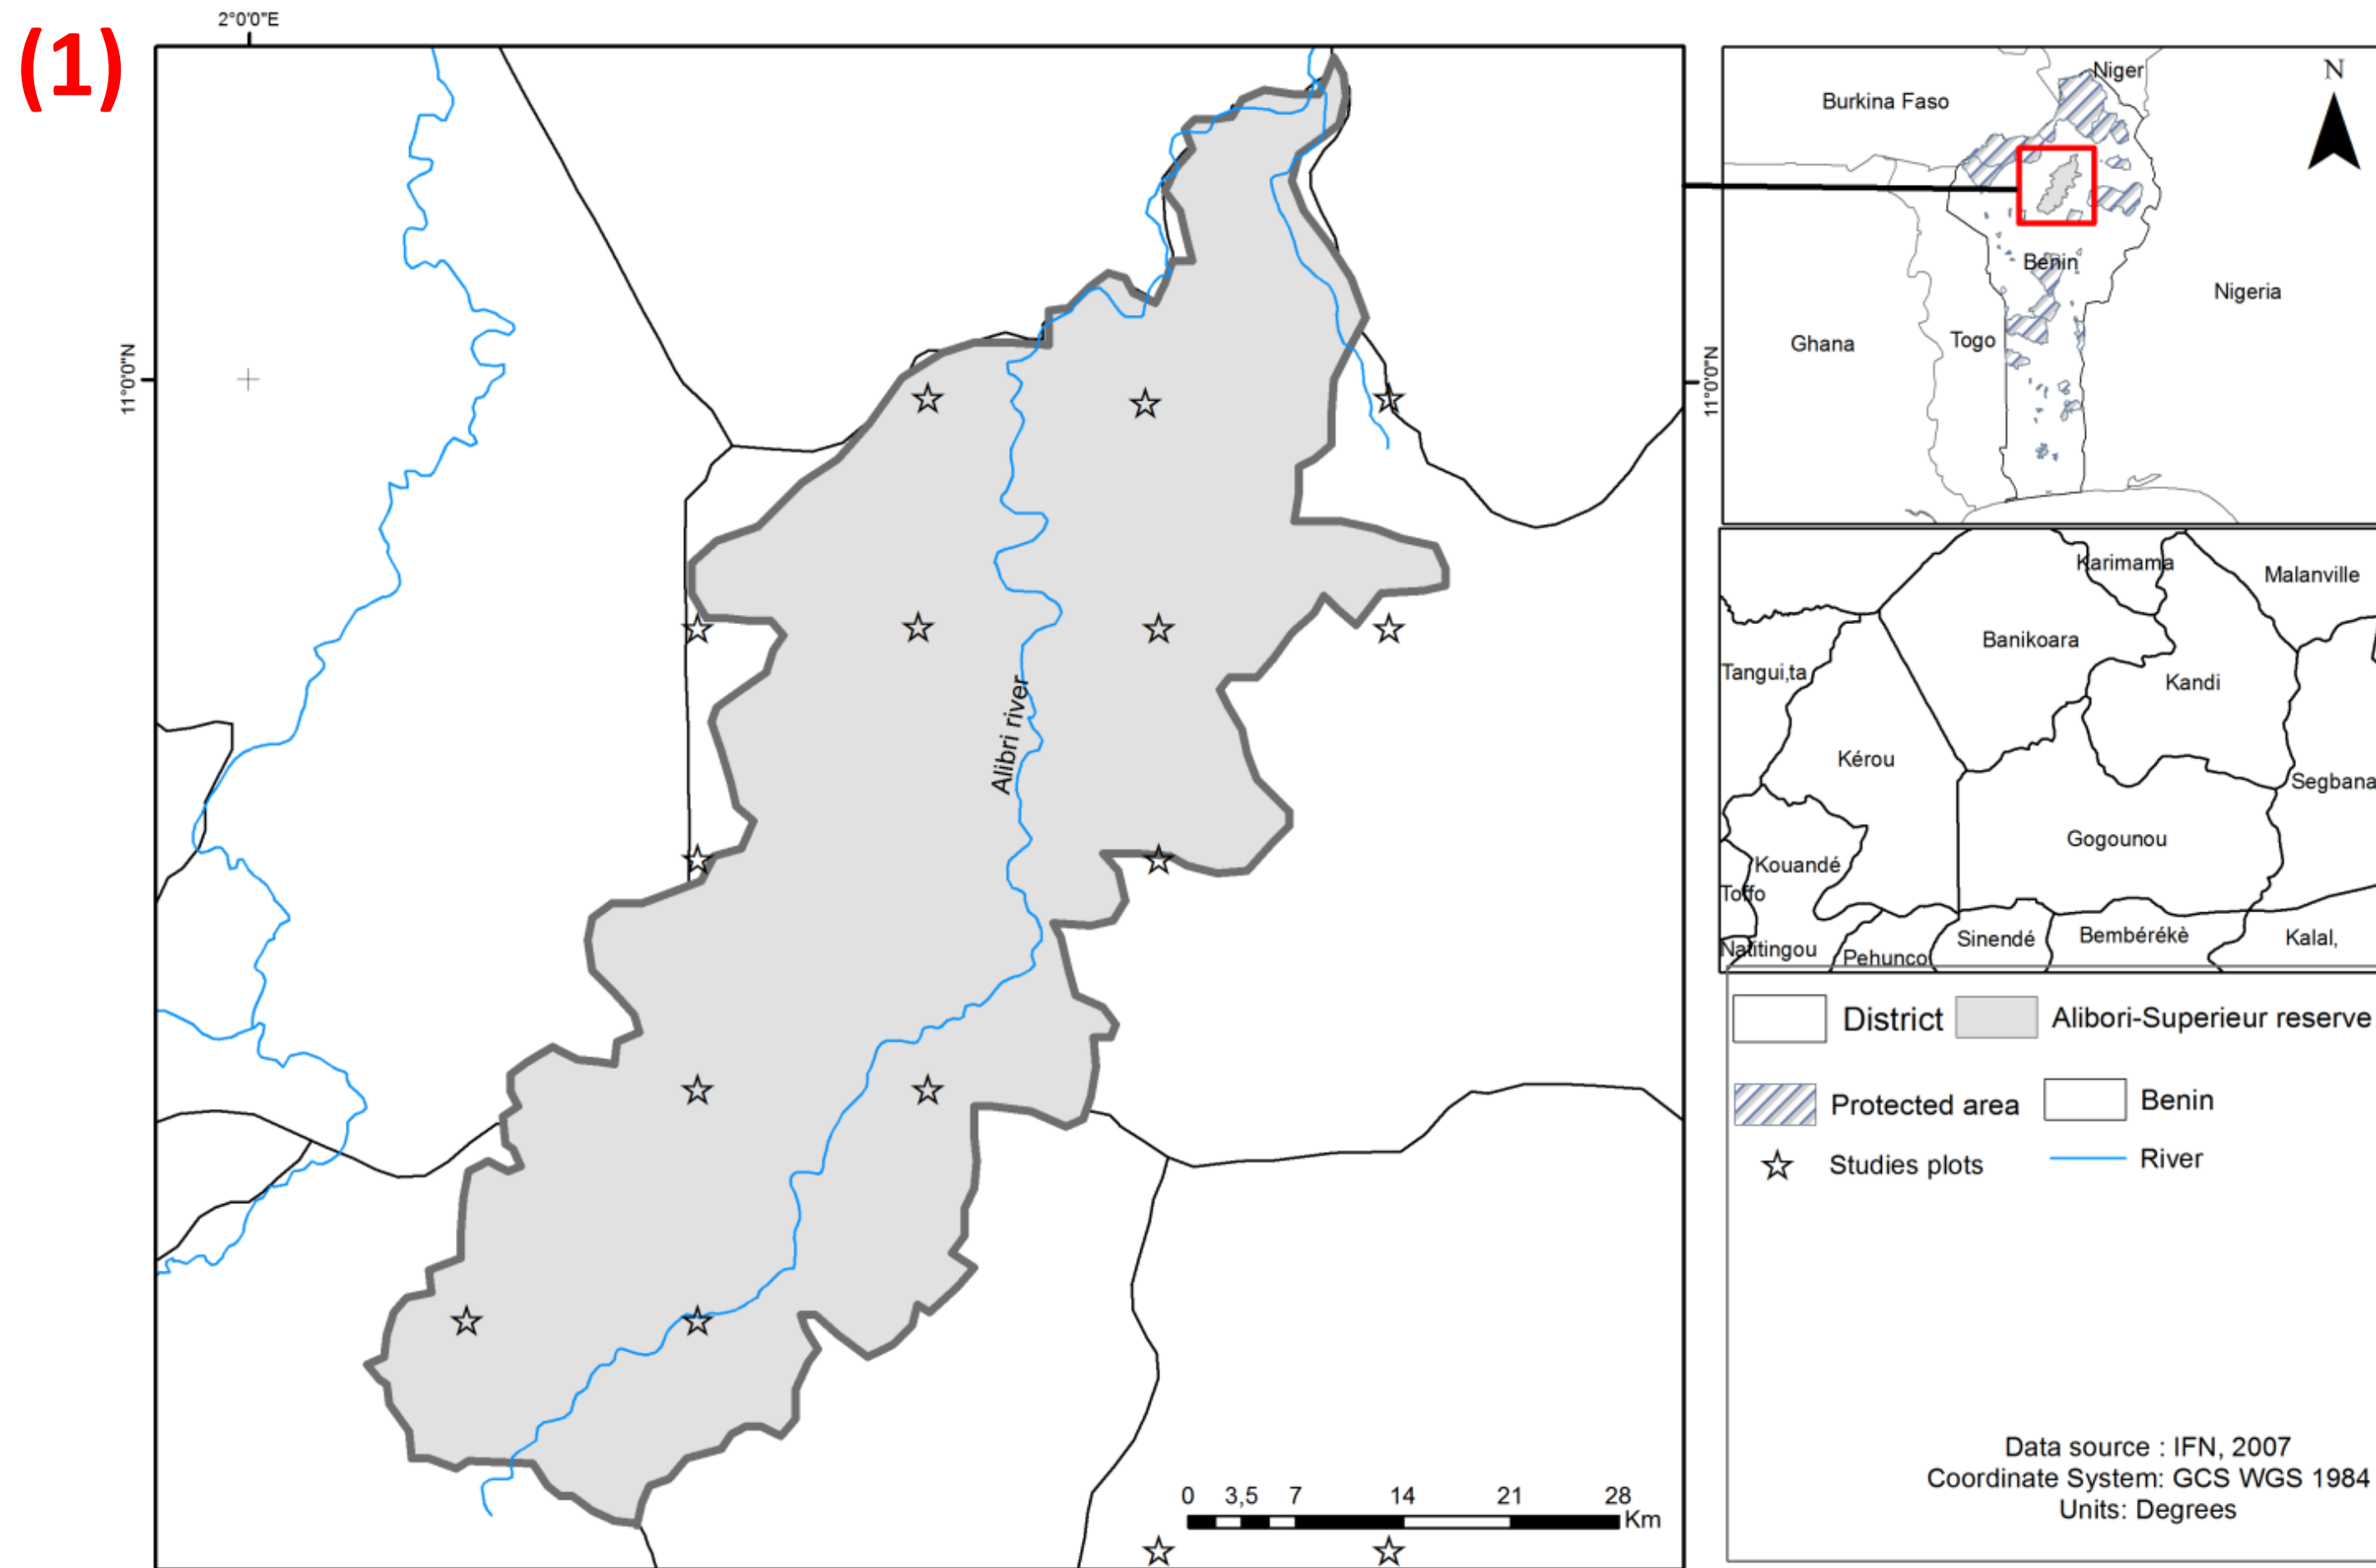 (1)
2°0'0"E
11°0'0"N
11°0'0"N
Alibri river
0 3,5 7 14 21 28
Km
N
Niger
Burkina Faso
Benin
Nigeria
Ghana
Togo
Karimama
Malanville
Banikoara
Tangui,ta
Kandi
Kérou
Segbana
Gogounou
Kouandé
Toffo
Natitingou
Pehunco
Sinendé
Bembérékè
Kalal,
District
Alibori-Superieur reserve
Protected area
Benin
Studies plots
River
Data source : IFN, 2007
Coordinate System: GCS WGS 1984
Units: Degrees